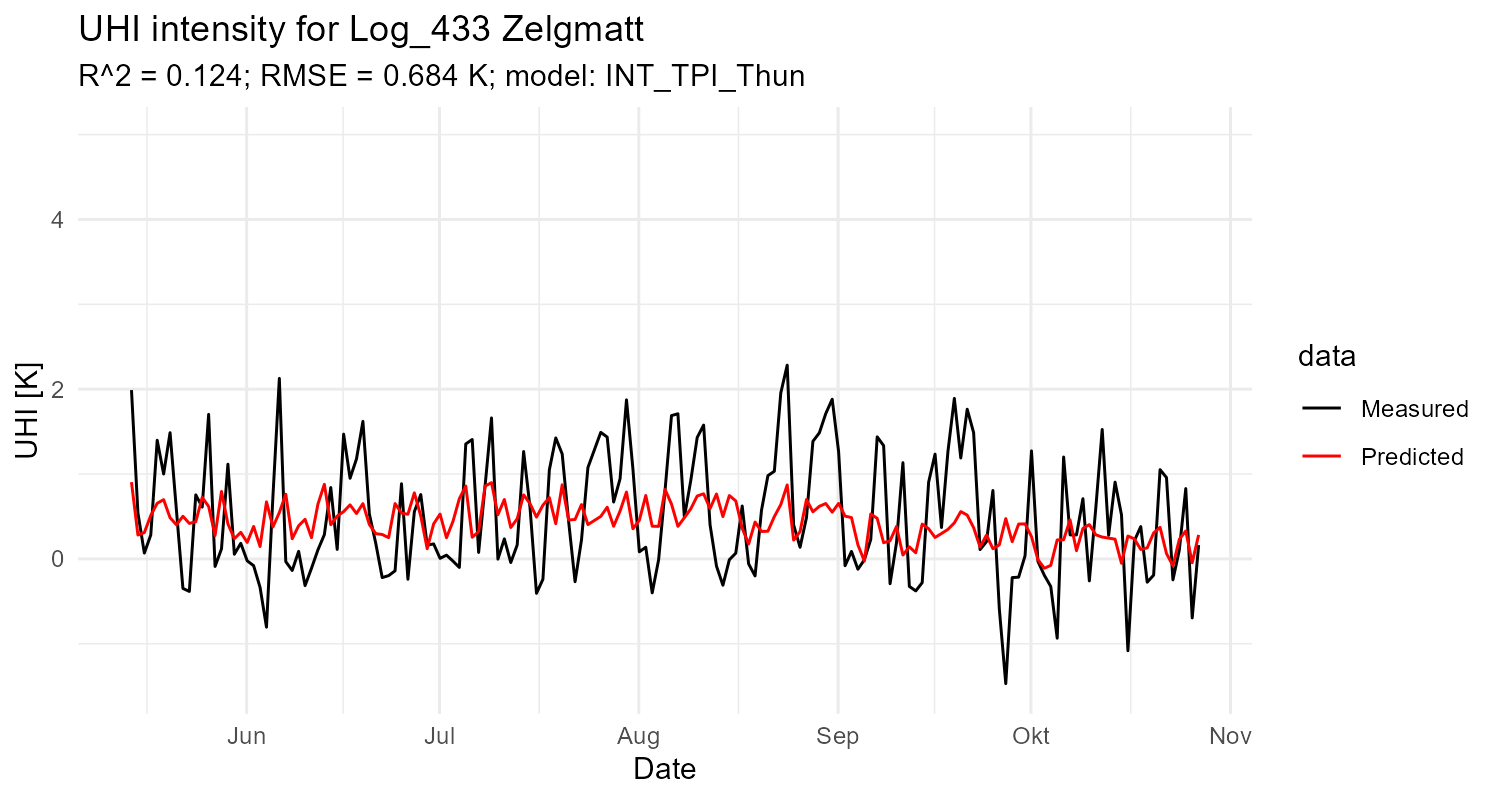 UHI intensity for Log_433 Zelgmatt
R^2 = 0.124; RMSE = 0.684 K; model: INT_TPI_Thun
UHI [K]
4
2
0
Jun Jul Aug Sep Okt Nov
Date
data
Measured
Predicted